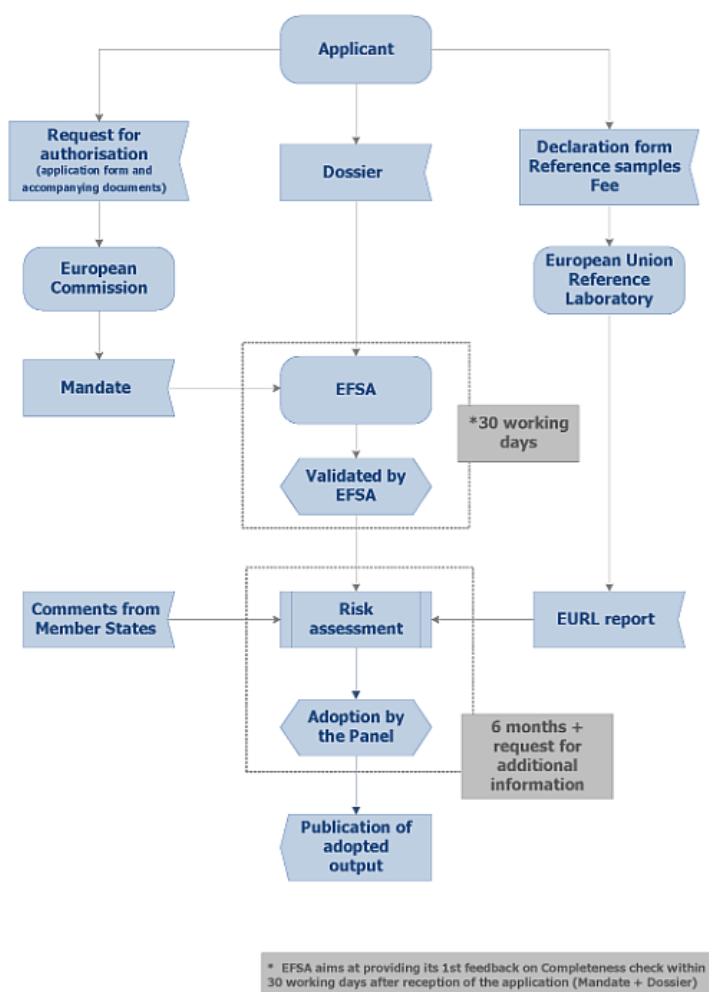 Applicant
Request for
authorisation
(application form and
accompanying documents)
Dossier
Declaration form
Reference samples
Fee
European
Commission
European Union
Reference
Laboratory
Mandate
EFSA
*30 working
days
Validated by
EFSA
Comments from
Member States
Risk
assessment
EURL report
Adoption by
the Panel
6 months +
request for
additional
information
Publication of
adopted
output
* EFSA aims at providing its 1st feedback on Completeness check within
30 working days after reception of the application (Mandate + Dossier)